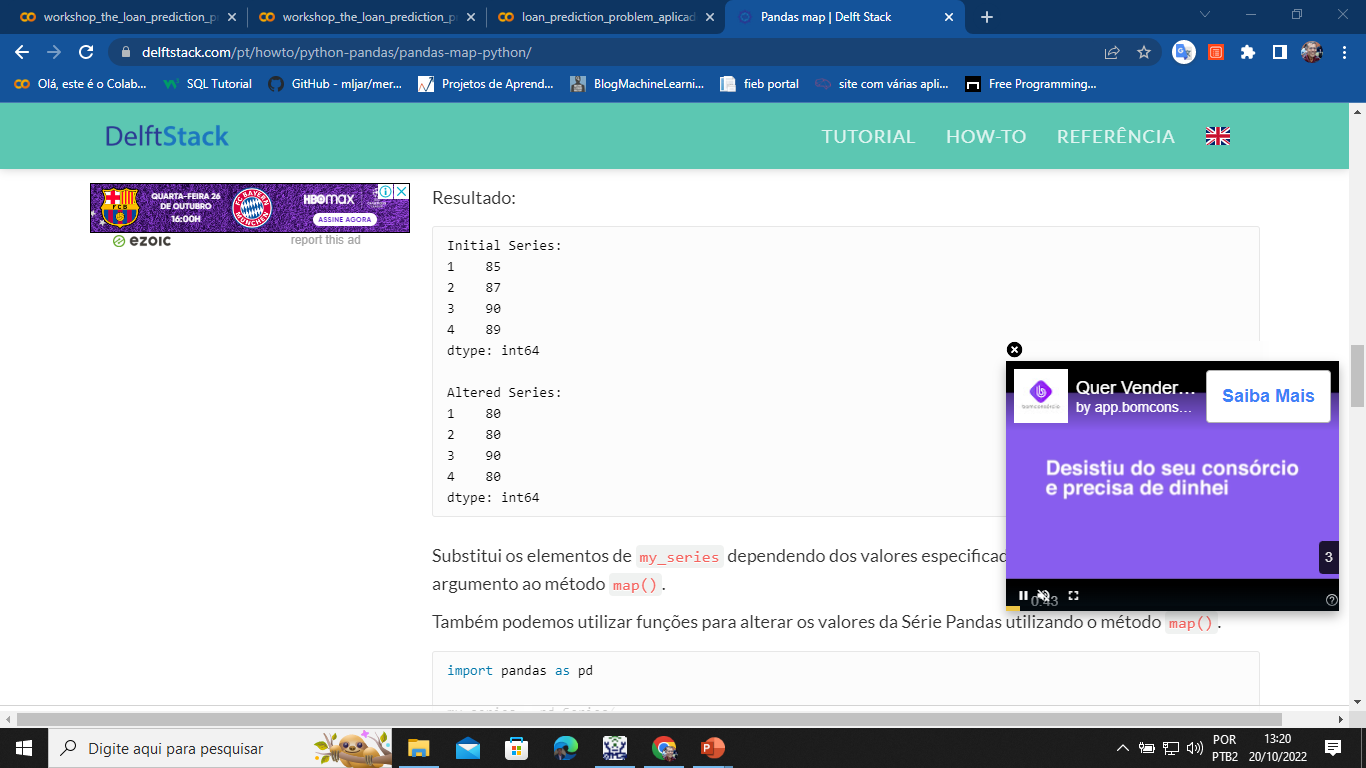 workshop_the_loan_prediction_p
workshop_the_loan_prediction_p
loan_prediction_problem_aplicad
Pandas map | Delft Stack
delftstack.com/pt/howto/python-pandas/pandas-map-python/
Olá, este é o Colab...
SQL Tutorial
GitHub - mljar/mer...
Projetos de Aprend...
BlogMachineLearni...
fieb portal
site com várias apli...
Free Programming...
DelftStack
TUTORIAL
HOW-TO
REFERÊNCIA
QUARTA-FEIRA 26
DE OUTUBRO
16:00H
HBOMAX
ASSINE AGORA
ezoic
report this ad
Resultado:
Initial Series:
1    85
2    87
3    90
4    89
dtype: int64
Altered Series:
1    80
2    80
3    90
4    80
dtype: int64
Substitui os elementos de my_series dependendo dos valores especificad
argumento ao método map().
Também podemos utilizar funções para alterar os valores da Série Pandas utilizando o método map().
import pandas as pd
Quer Vender...
by app.bomcons...
Saiba Mais
Desistiu do seu consórcio
e precisa de dinhei
3
0:43
Digite aqui para pesquisar
POR
PTB2
13:20
20/10/2022